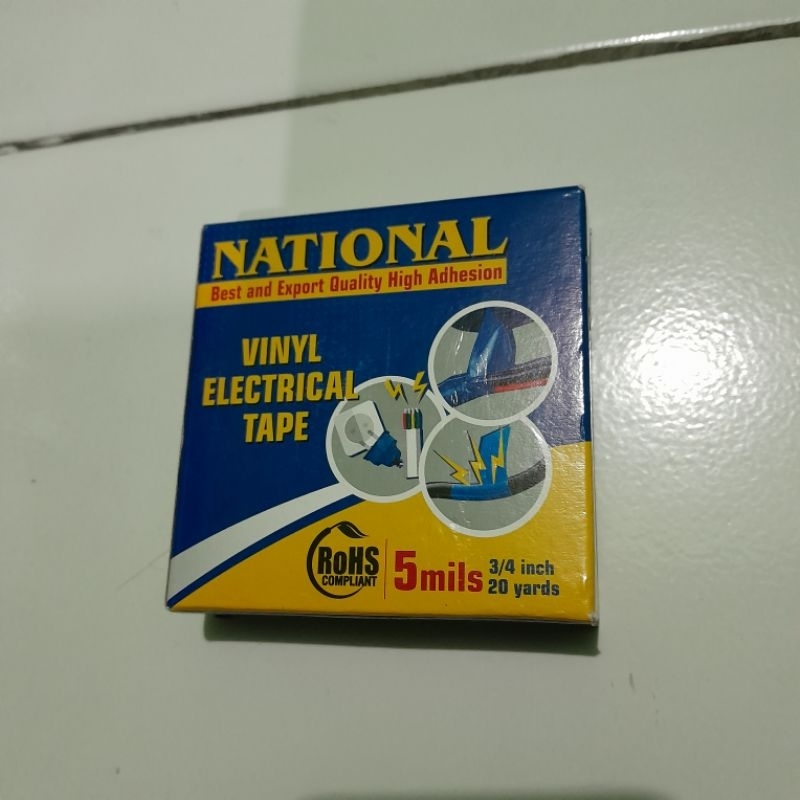 NATIONAL
Best and Export Quality High Adhesion
VINYL
ELECTRICAL
TAPE
RoHS
COMPLIANT
5mils
3/4 inch
20 yards